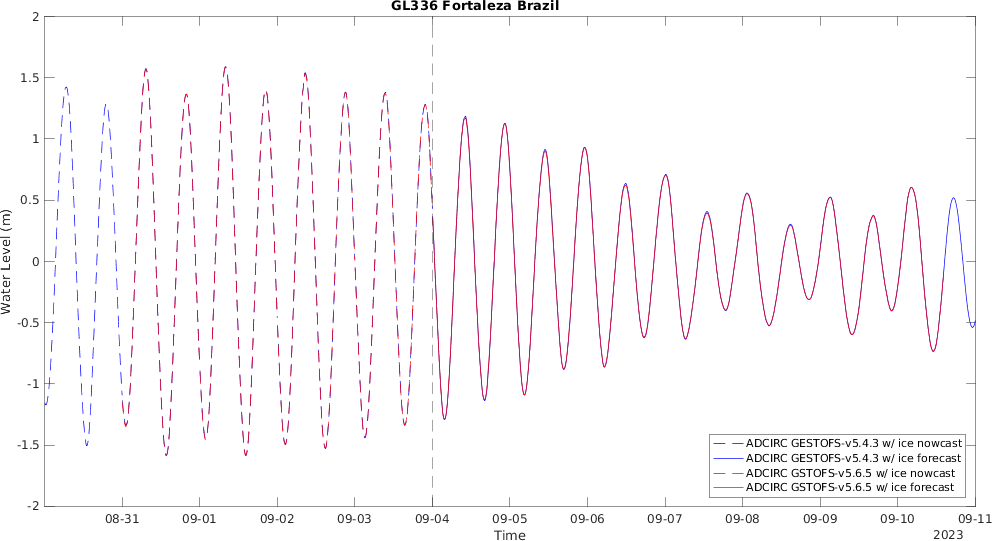 GL336 Fortaleza Brazil
2
1.5
1
0.5
0
-0.5
-1
-1.5
-2
Water Level (m)
ADCIRC GESTOFS-v5.4.3 w/ ice nowcast
ADCIRC GESTOFS-v5.4.3 w/ ice forecast
ADCIRC GSTOFS-v5.6.5 w/ ice nowcast
ADCIRC GSTOFS-v5.6.5 w/ ice forecast
08-31 09-01 09-02 09-03 09-04 09-05 09-06 09-07 09-08 09-09 09-10 09-11
Time
2023